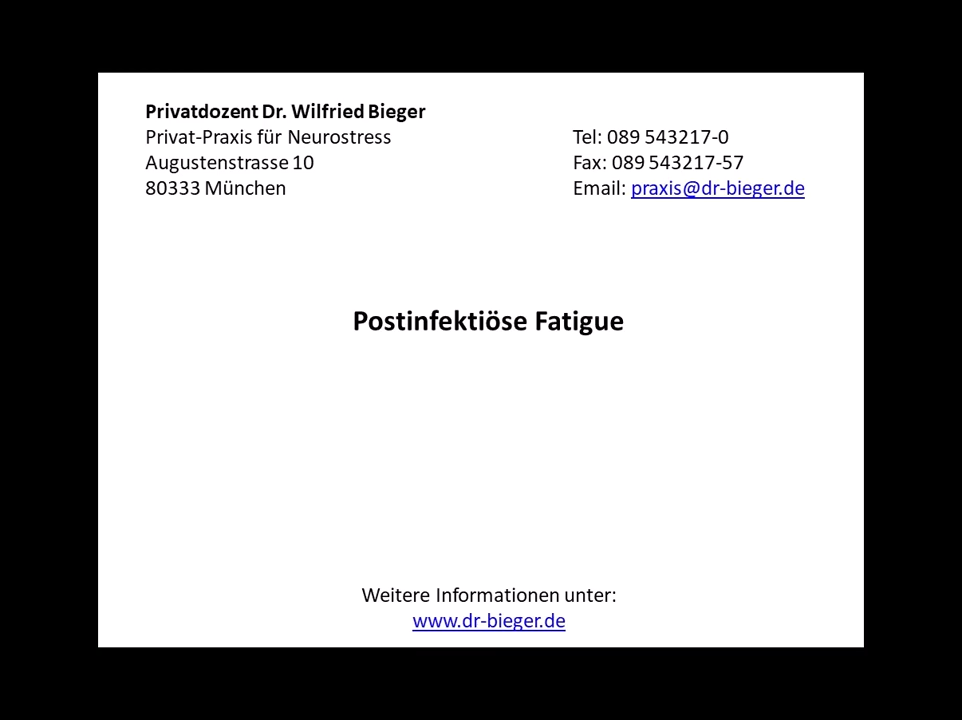 Privatdozent Dr. Wilfried Bieger
Privat-Praxis für Neurostress
Augustenstrasse 10
80333 München
Tel: 089 543217-0
Fax: 089 543217-57
Email: praxis@dr-bieger.de
Postinfektiöse Fatigue
Weitere Informationen unter:
www.dr-bieger.de